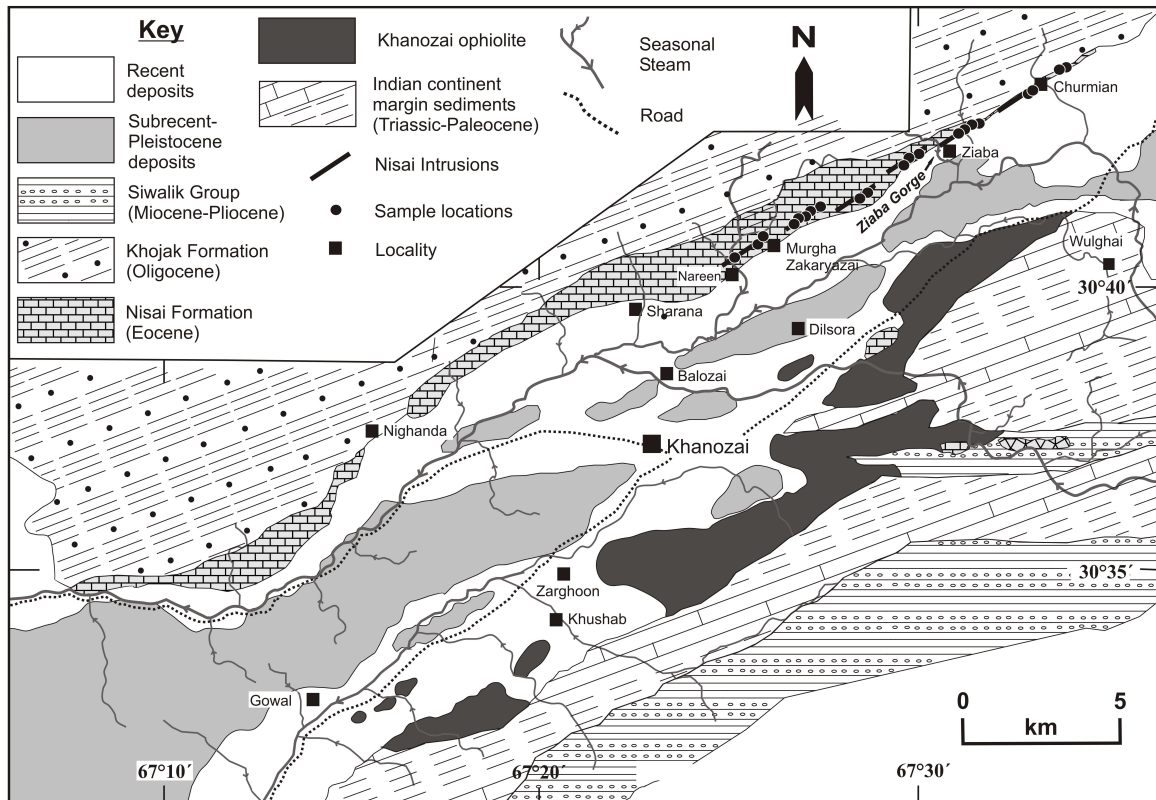 Key
Recent
deposits
Subrecent-
Pleistocene
deposits
Siwalik Group
(Miocene-Pliocene)
Khojak Formation
(Oligocene)
Nisai Formation
(Eocene)
Khanozai ophiolite
Indian continent
margin sediments
(Triassic-Paleocene)
Nisai Intrusions
Sample locations
Locality
Seasonal
Steam
Road
N
Churmian
Ziaba
Ziaba Gorge
Murgha
Zakaryazai
Nareen
Wulghai
30°40´
Sharana
Dilsora
Balozai
Nighanda
Khanozai
30°35´
Zarghoon
Khushab
Gowal
0 5
km
67°10´ 67°20´ 67°30´